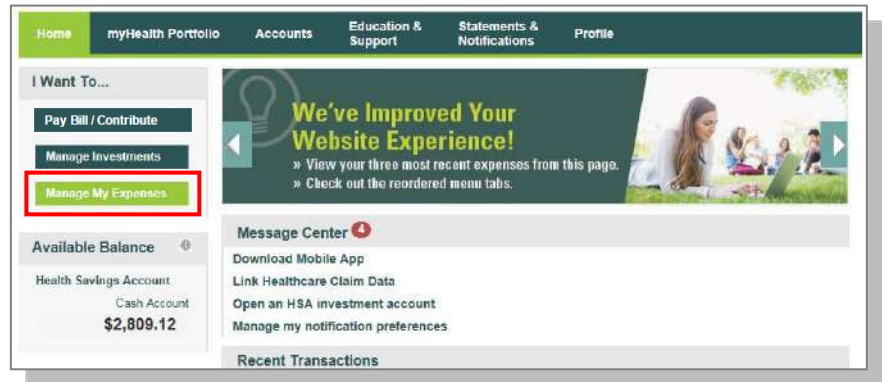 Home myHealth Portfolio Accounts Education & Support Statements & Notifications Profile
I Want To...
Pay Bill / Contribute
Manage Investments
Manage My Expenses
Available Balance
Health Savings Account
Cash Account
$2,809.12
We've Improved Your
Website Experience!
» View your three most recent expenses from this page.
» Check out the reordered menu tabs.
Message Center 4
Download Mobile App
Link Healthcare Claim Data
Open an HSA investment account
Manage my notification preferences
Recent Transactions